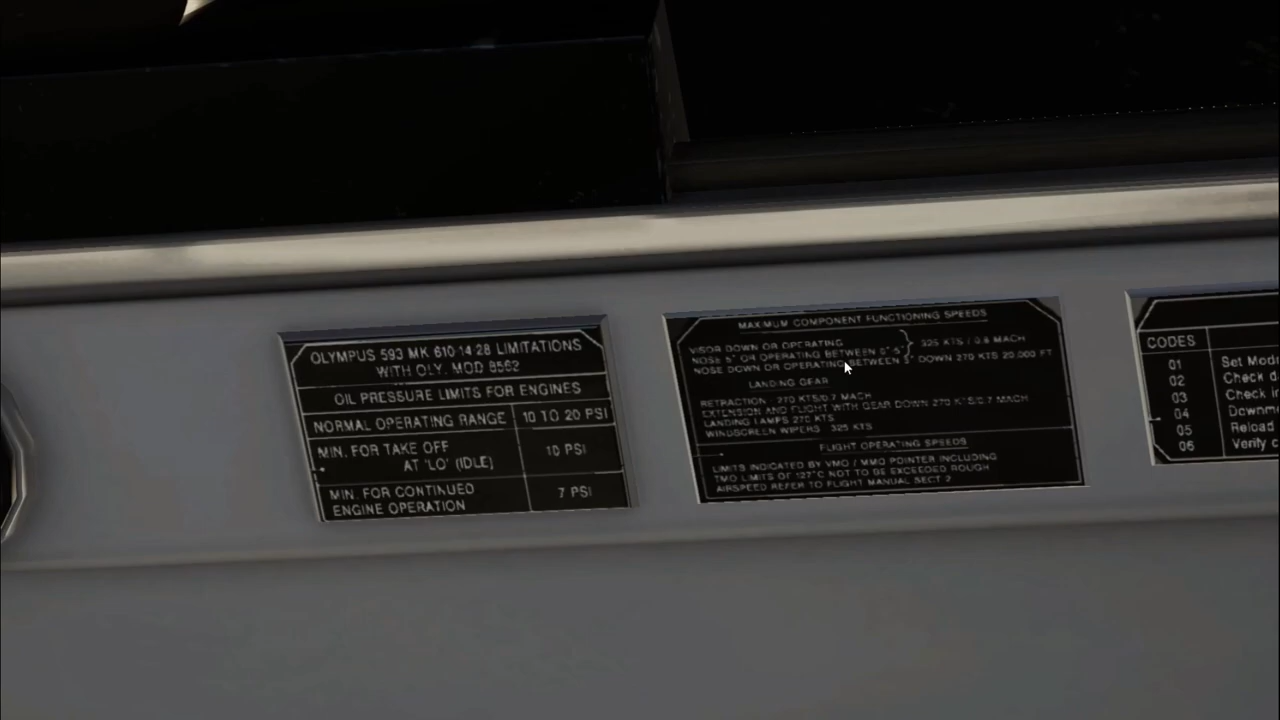 OLYMPUS 593 MK 610-14-28 LIMITATIONS
WITH OLY. MOD 8562
OIL PRESSURE LIMITS FOR ENGINES
NORMAL OPERATING RANGE 10 TO 20 PSI
MIN. FOR TAKE OFF
AT 'LO' (IDLE) 10 PSI
MIN. FOR CONTINUED
ENGINE OPERATION 7 PSI
MAXIMUM COMPONENT FUNCTIONING SPEEDS
VISOR DOWN OR OPERATING
NOSE 5° OR OPERATING BETWEEN 0°-5° 325 KTS / 0.8 MACH
NOSE DOWN OR OPERATING BETWEEN 5° DOWN 270 KTS 20,000 FT
LANDING GEAR
RETRACTION - 270 KTS/0.7 MACH
EXTENSION AND FLIGHT WITH GEAR DOWN 270 KTS/0.7 MACH
LANDING LAMPS 270 KTS
WINDSCREEN WIPERS - 325 KTS
FLIGHT OPERATING SPEEDS
LIMITS INDICATED BY VMO / MMO POINTER INCLUDING
TWO LIMITS OF 127°C NOT TO BE EXCEEDED ROUGH
AIRSPEED REFER TO FLIGHT MANUAL SECT 2
CODES
01 Set
02 Check
03 Check
04
05 Reload
06 Verify